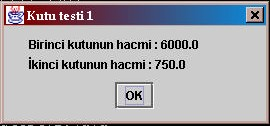 Kutu testi 1
Birinci kutunun hacmi : 6000.0
İkinci kutunun hacmi : 750.0
OK